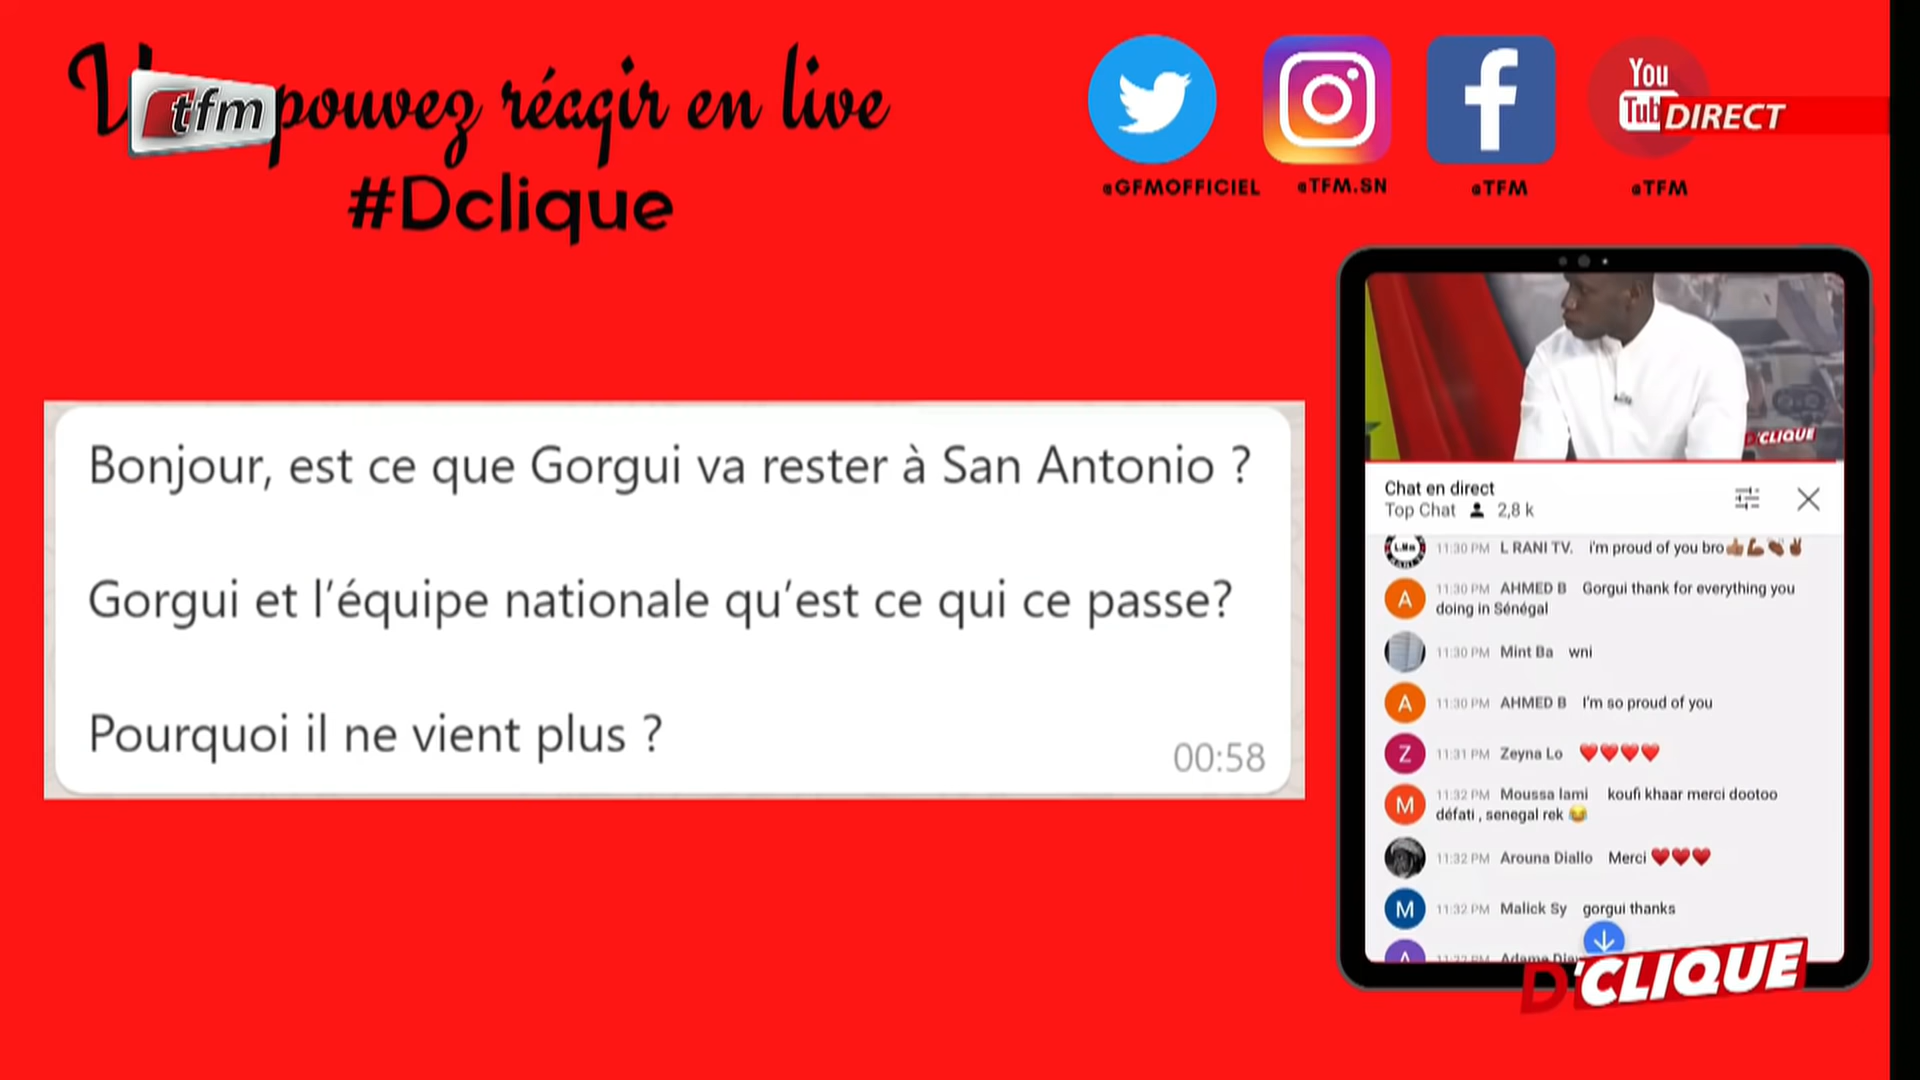 pouvez réagir en live
tfm
#Dclique
You
Tub
DIRECT
@GFMOFFICIEL
@TFM.SN
@TFM
@TFM
Bonjour, est ce que Gorgui va rester à San Antonio ?
Gorgui et l’équipe nationale qu’est ce qui ce passe?
Pourquoi il ne vient plus ?
00:58
D'CLIQUE
Chat en direct
Top Chat 2,8 k
11:30 PM L RANI TV. i'm proud of you bro👍🏽💪🏽👏🏽✌🏽
11:30 PM AHMED B Gorgui thank for everything you
doing in Sénégal
11:30 PM Mint Ba wni
11:30 PM AHMED B I'm so proud of you
11:31 PM Zeyna Lo ❤️❤️❤️❤️
11:32 PM Moussa lami koufi khaar merci dootoo
défati , senegal rek 😂
11:32 PM Arouna Diallo Merci ❤️❤️❤️
11:32 PM Malick Sy gorgui thanks
11:32 PM Adama
D'CLIQUE